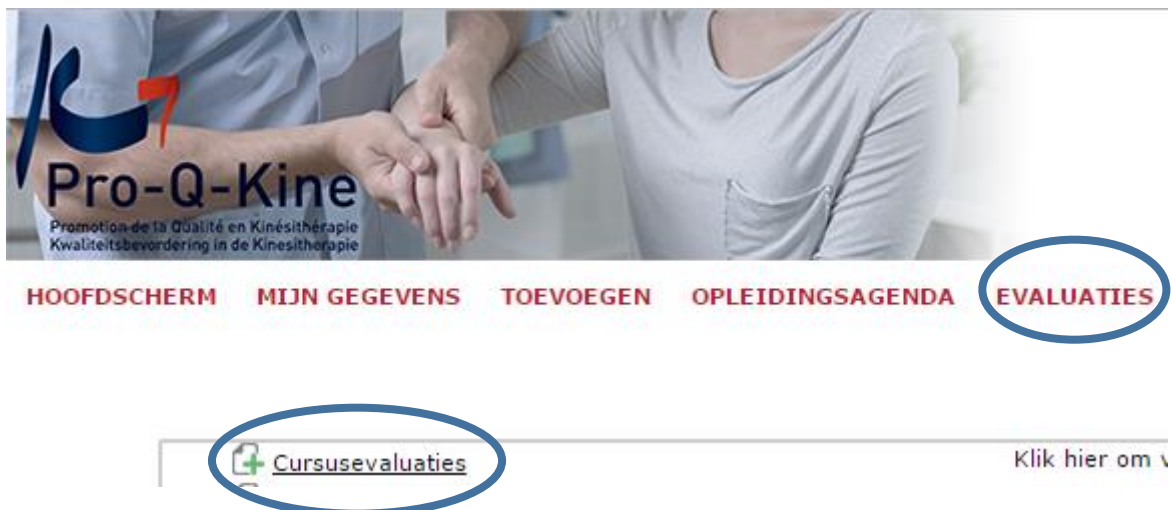 Pro-Q-Kine
Promotion de la Qualité en Kinésithérapie
Kwaliteitsbevordering in de Kinesitherapie
HOOFDSCHERM MIJN GEGEVENS TOEVOEGEN OPLEIDINGSAGENDA EVALUATIES
Cursusevaluaties Klik hier om v